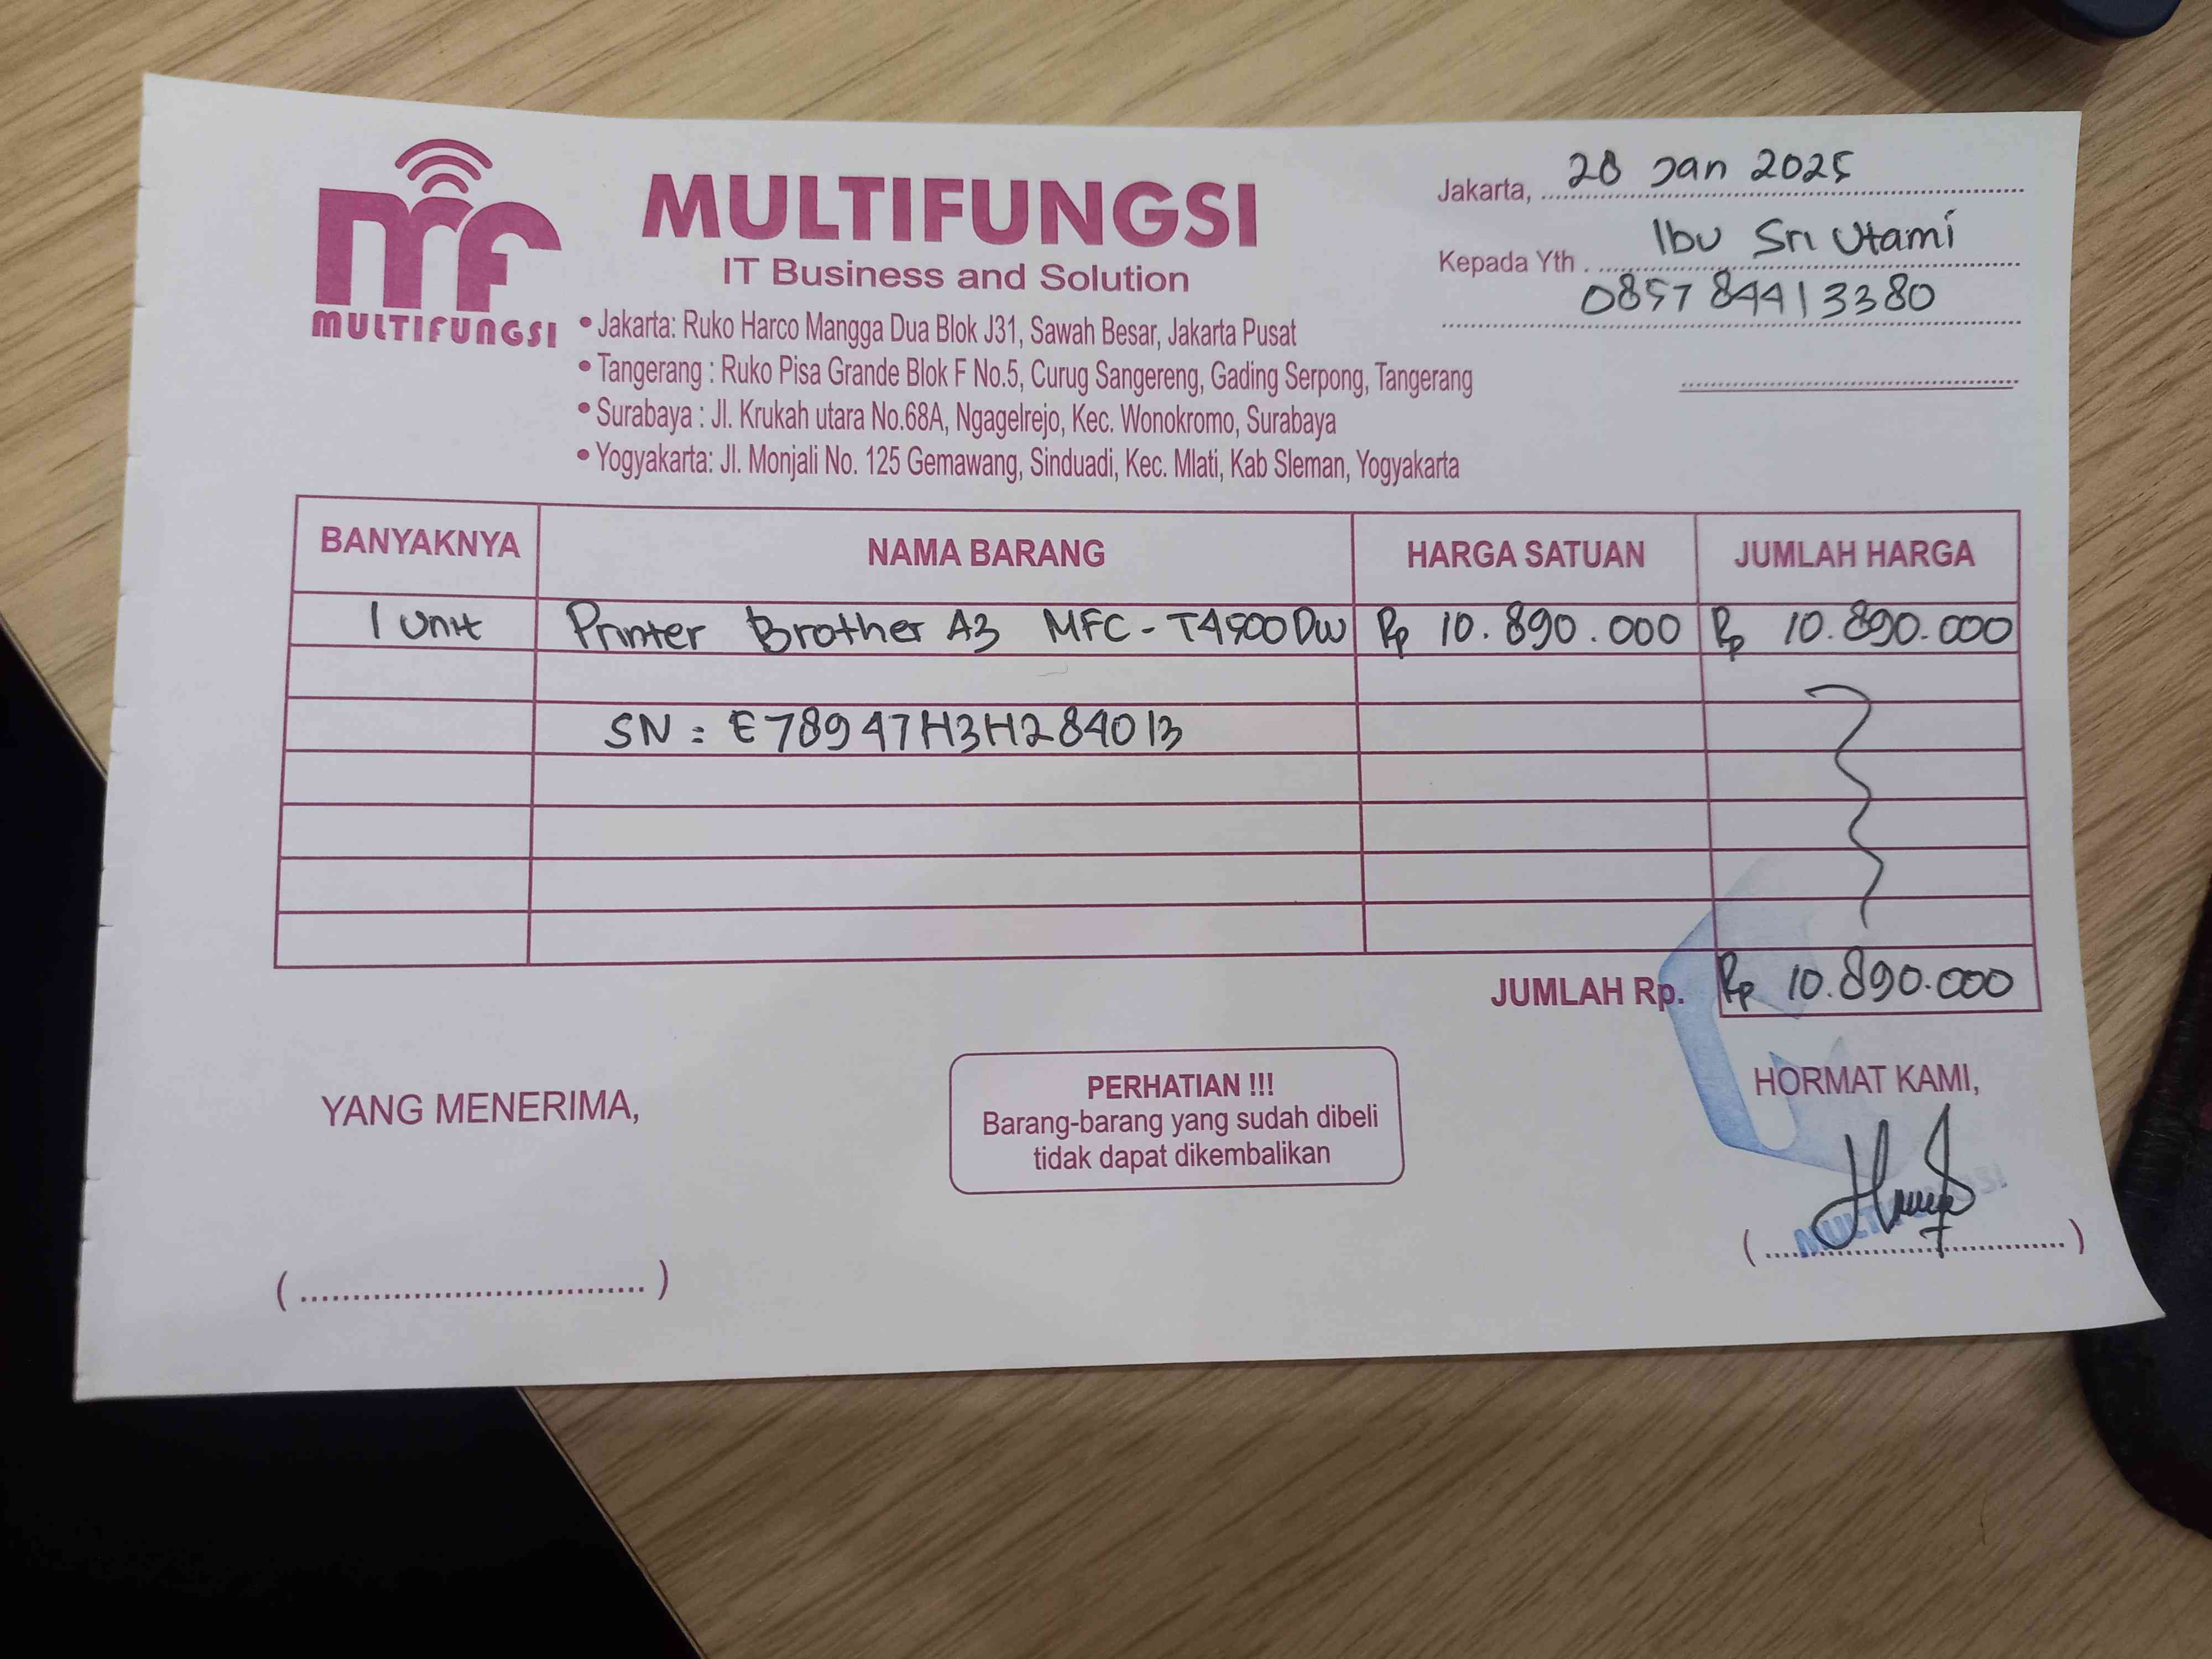 MULTIFUNGSI
MULTIFUNGSI
IT Business and Solution
• Jakarta: Ruko Harco Mangga Dua Blok J31, Sawah Besar, Jakarta Pusat
• Tangerang : Ruko Pisa Grande Blok F No.5, Curug Sangereng, Gading Serpong, Tangerang
• Surabaya : Jl. Krukah utara No.68A, Ngagelrejo, Kec. Wonokromo, Surabaya
• Yogyakarta: Jl. Monjali No. 125 Gemawang, Sinduadi, Kec. Mlati, Kab Sleman, Yogyakarta
Jakarta, 28 Jan 2025
Kepada Yth . Ibu Sri Utami
085784413380
BANYAKNYA NAMA BARANG HARGA SATUAN JUMLAH HARGA
1 Unit Printer Brother A3 MFC - T4500DW Rp 10.890.000 Rp 10.890.000
SN : E78947H3H284013
JUMLAH Rp. Rp 10.890.000
YANG MENERIMA,
PERHATIAN !!!
Barang-barang yang sudah dibeli
tidak dapat dikembalikan
HORMAT KAMI,
MULTIFUNGSI